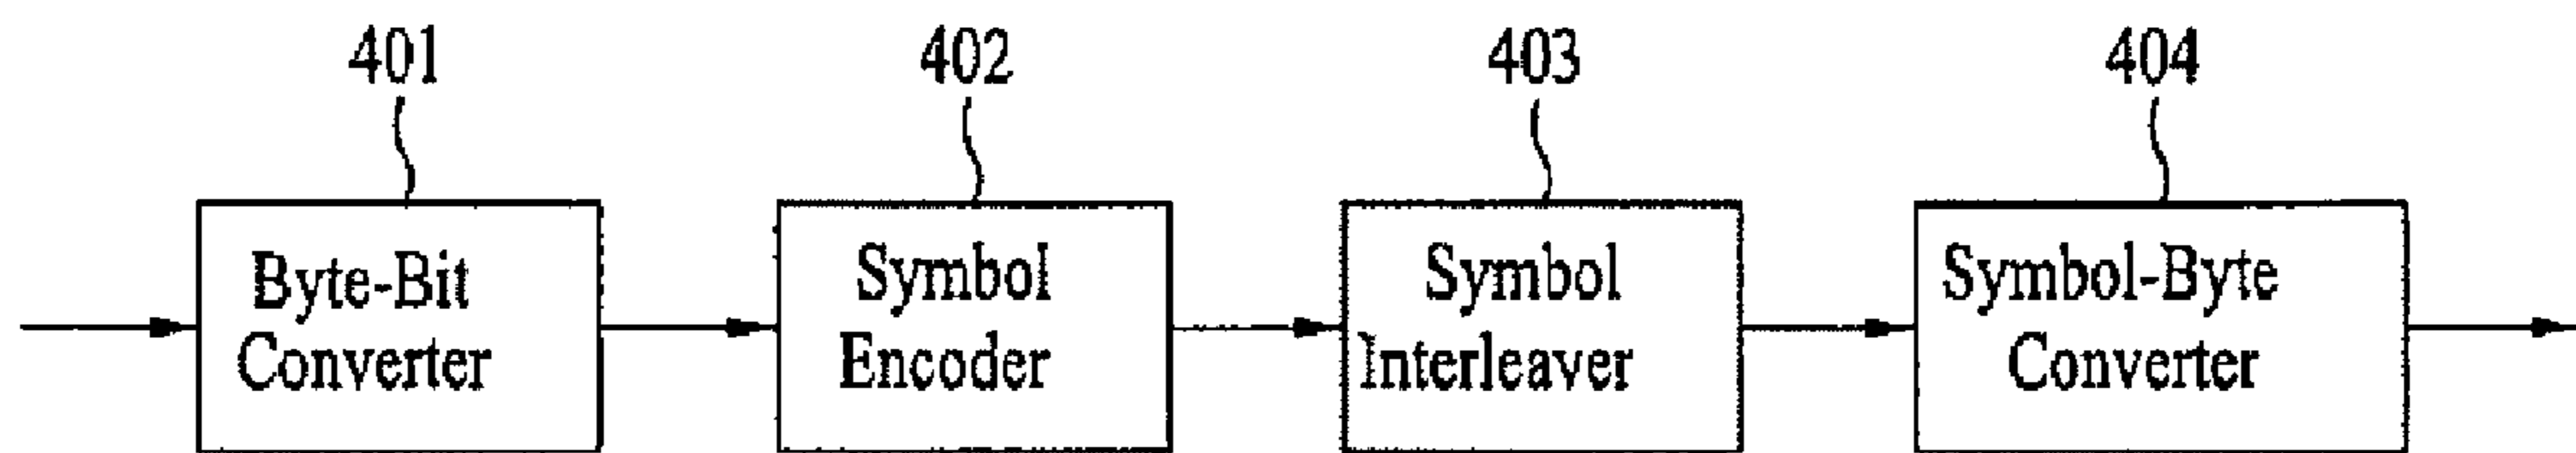 401
402
403
404
Byte-Bit
Converter
Symbol
Encoder
Symbol
Interleaver
Symbol-Byte
Converter